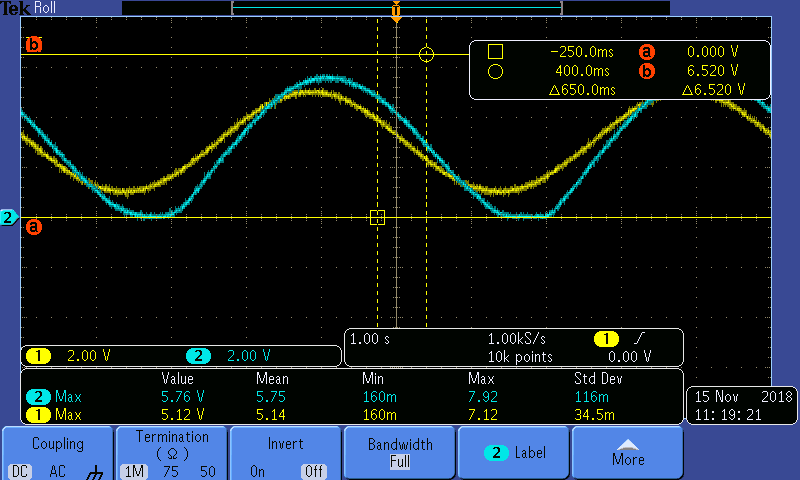 Tek Roll
T
b
-250.0ms a 0.000 V
400.0ms b 6.520 V
△650.0ms △6.520 V
2
a
1 2.00 V 2 2.00 V
1.00 s 1.00kS/s 1
10k points 0.00 V
Value Mean Min Max Std Dev
2 Max 5.76 V 5.75 160m 7.92 116m
1 Max 5.12 V 5.14 160m 7.12 34.5m
15 Nov 2018
11:19:21
Coupling
DC AC
Termination
(Ω)
1M 75 50
Invert
On Off
Bandwidth
Full
2 Label
More